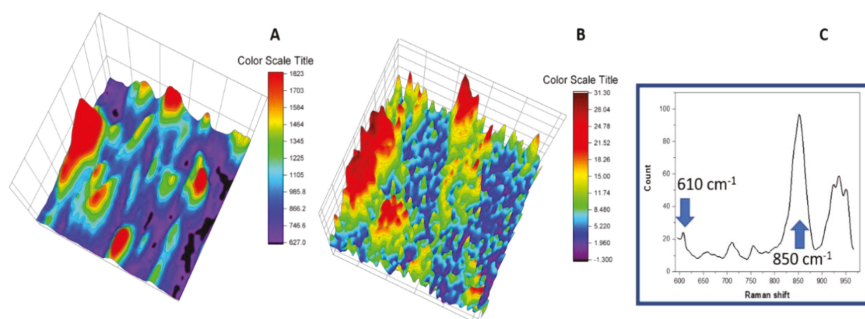 A
Color Scale Title
1823
1703
1584
1464
1345
1225
1105
985.8
866.2
746.6
627.0
B
Color Scale Title
31.30
28.04
24.78
21.52
18.26
15.00
11.74
8.480
5.220
1.960
-1.300
C
Count
100
80
60
40
20
0
610 cm-1
850 cm-1
600 650 700 750 800 850 900 950
Raman shift